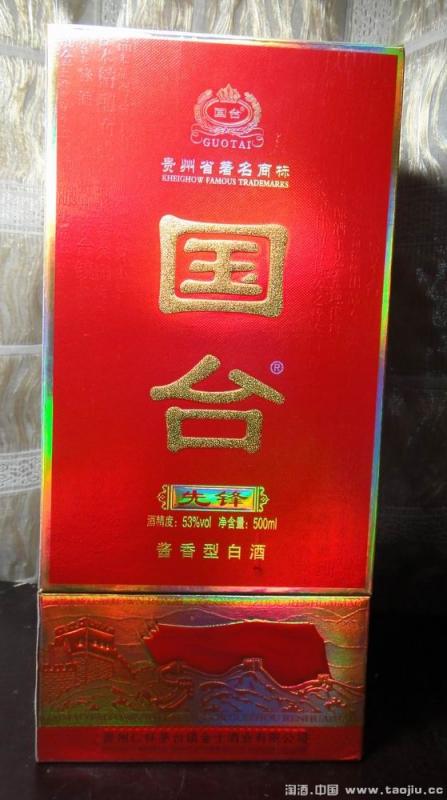 国台
GUOTAI
贵州省著名商标
KHEIGHOW FAMOUS TRADEMARKS
国
台®
先锋
酒精度：53%vol 净含量：500ml
酱香型白酒
淘酒.中国 www.taojiu.cc